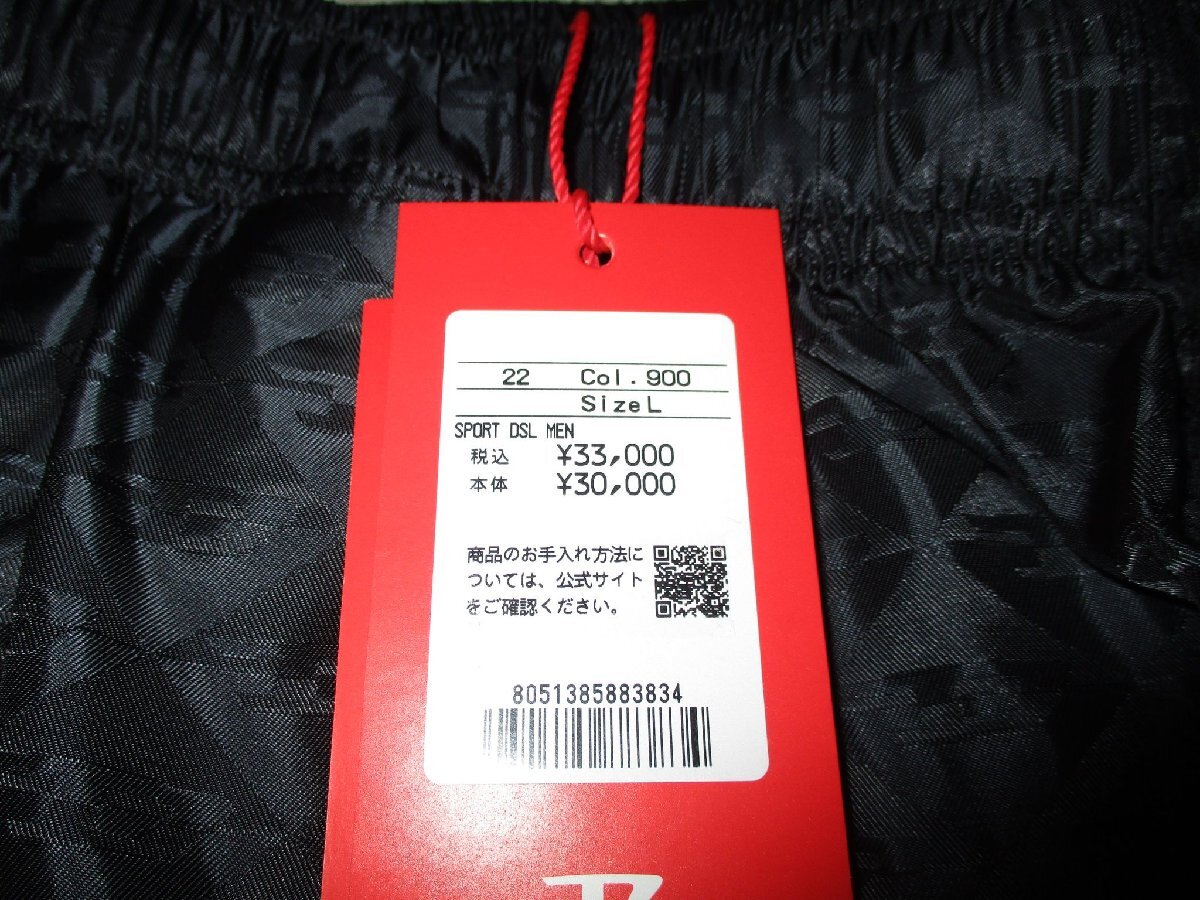 22 Col.900
Size L
SPORT DSL MEN
税込 ¥33,000
本体 ¥30,000
商品のお手入れ方法に
ついては、公式サイト
をご確認ください。
8051385883834